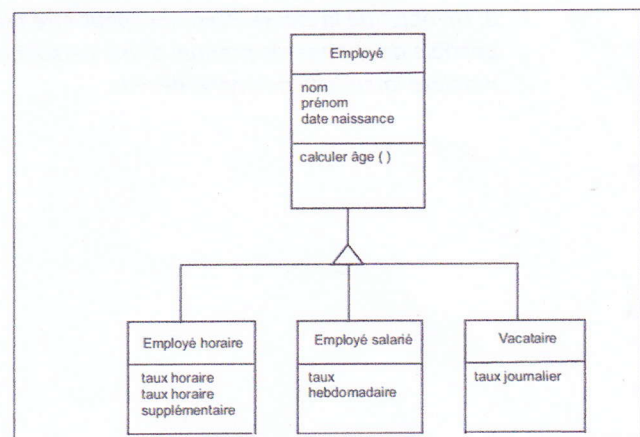 Employé
nom
prénom
date naissance
calculer âge ( )
Employé horaire
taux horaire
taux horaire
supplémentaire
Employé salarié
taux
hebdomadaire
Vacataire
taux journalier